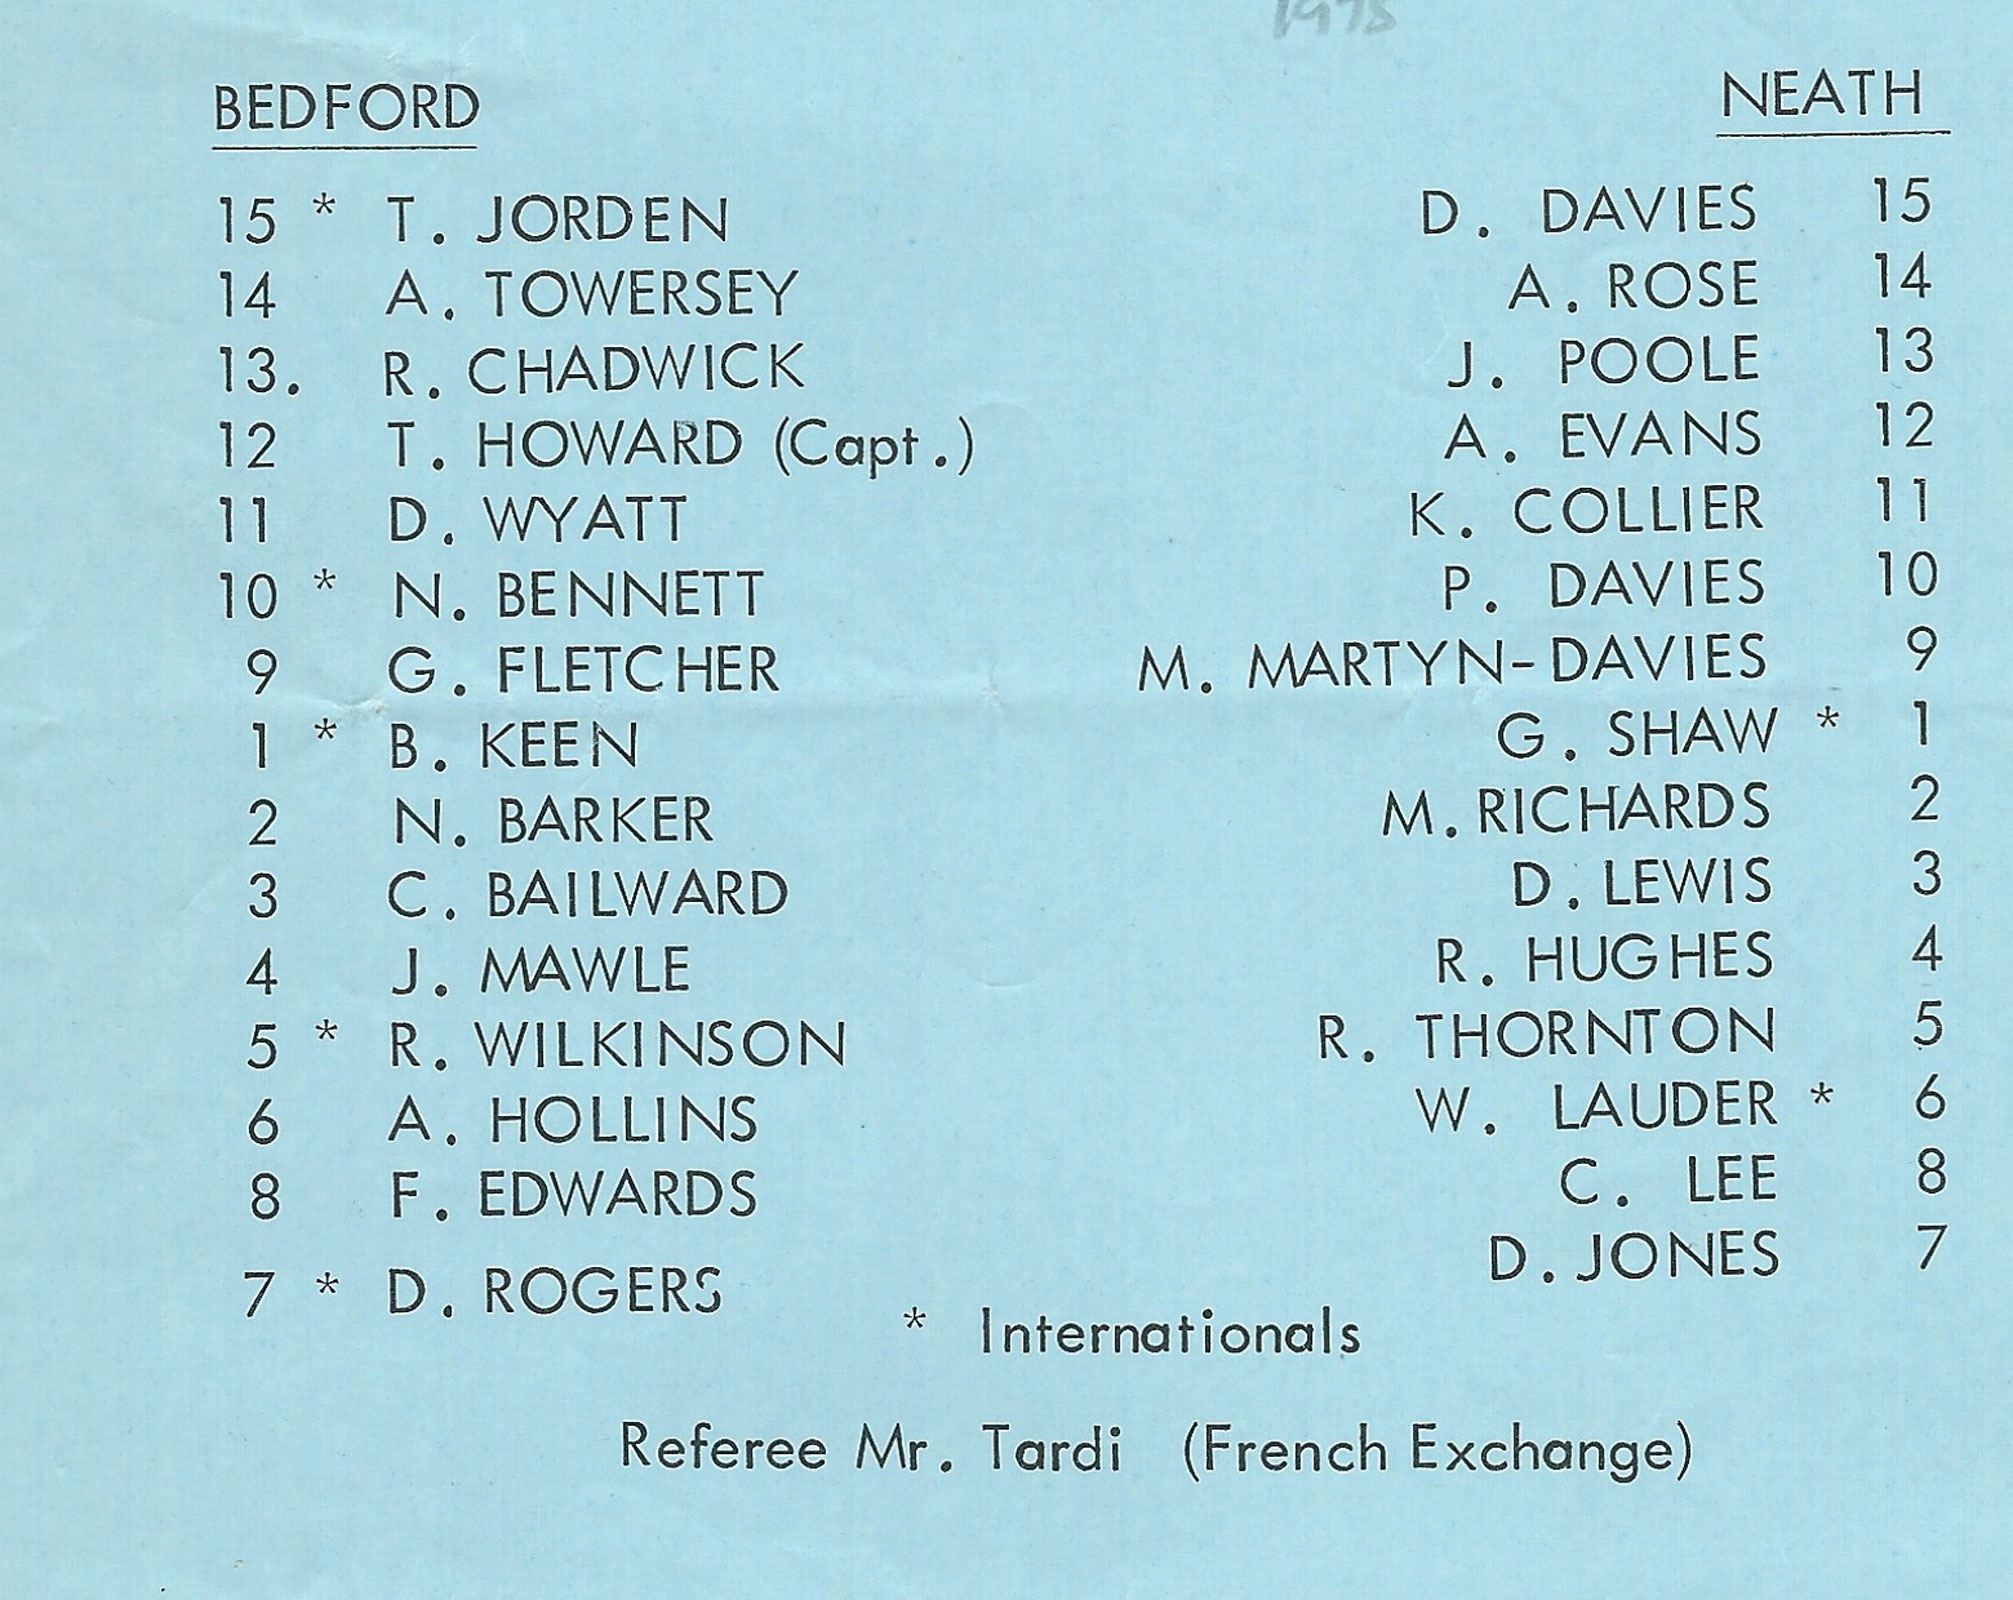 1975
BEDFORD NEATH
15 * T. JORDEN D. DAVIES 15
14 A. TOWERSEY A. ROSE 14
13. R. CHADWICK J. POOLE 13
12 T. HOWARD (Capt.) A. EVANS 12
11 D. WYATT K. COLLIER 11
10 * N. BENNETT P. DAVIES 10
9 G. FLETCHER M. MARTYN-DAVIES 9
1 * B. KEEN G. SHAW * 1
2 N. BARKER M. RICHARDS 2
3 C. BAILWARD D. LEWIS 3
4 J. MAWLE R. HUGHES 4
5 * R. WILKINSON R. THORNTON 5
6 A. HOLLINS W. LAUDER * 6
8 F. EDWARDS C. LEE 8
7 * D. ROGERS D. JONES 7
* Internationals
Referee Mr. Tardi (French Exchange)